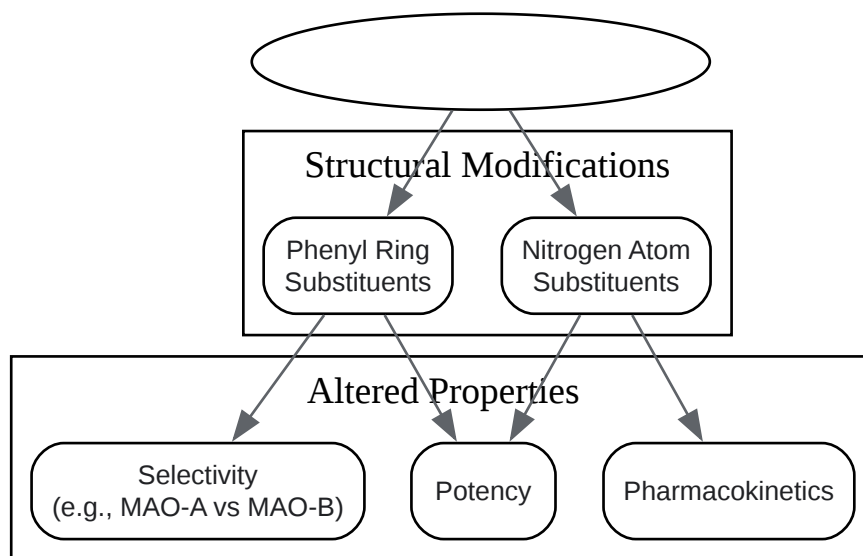 Structural Modifications
Phenyl Ring
Substituents
Nitrogen Atom
Substituents
Altered Properties
Selectivity
(e.g., MAO-A vs MAO-B)
Potency
Pharmacokinetics